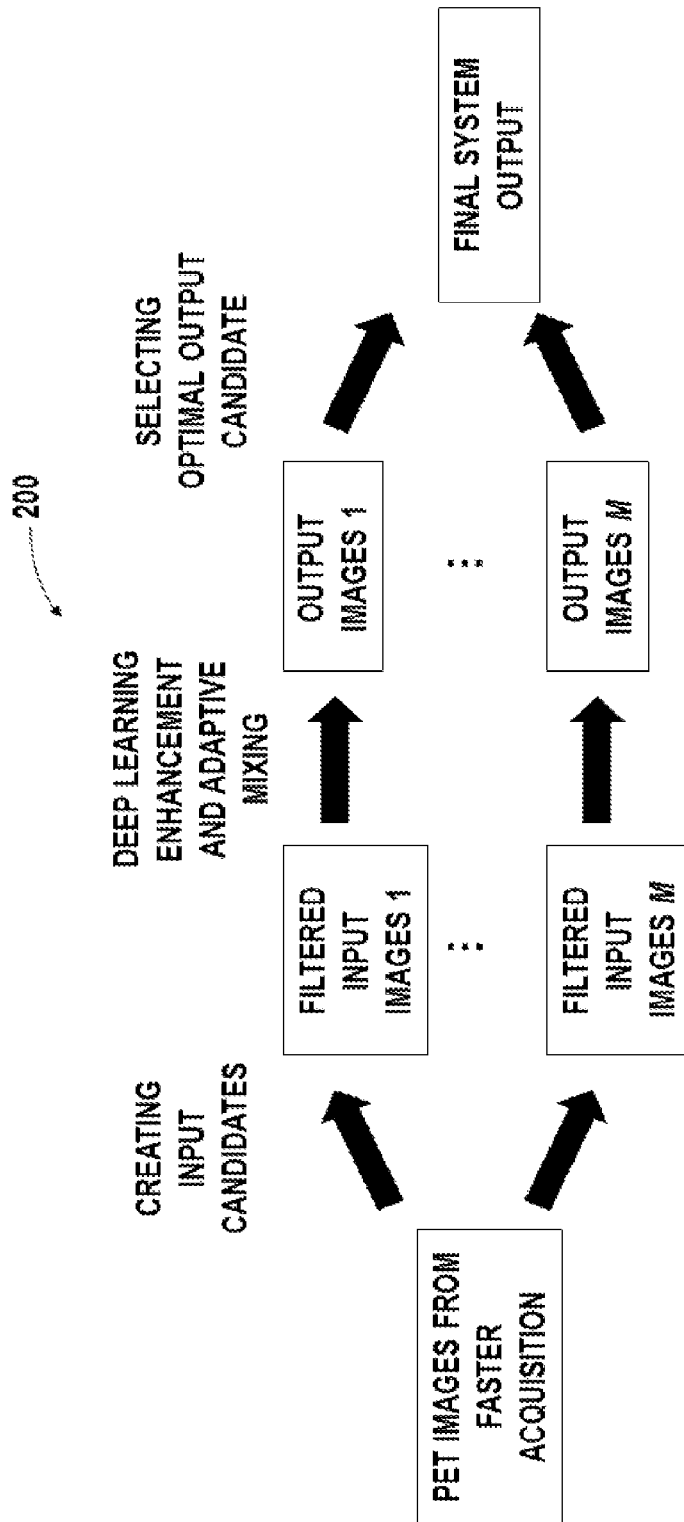 200
CREATING
INPUT
CANDIDATES
DEEP LEARNING
ENHANCEMENT
AND ADAPTIVE
MIXING
SELECTING
OPTIMAL OUTPUT
CANDIDATE
PET IMAGES FROM
FASTER
ACQUISITION
FILTERED
INPUT
IMAGES 1
***
FILTERED
INPUT
IMAGES M
OUTPUT
IMAGES 1
***
OUTPUT
IMAGES M
FINAL SYSTEM
OUTPUT